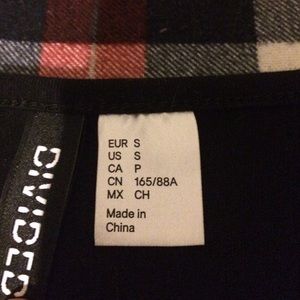 DIVIDED
EUR S
US S
CA P
CN 165/88A
MX CH
Made in
China